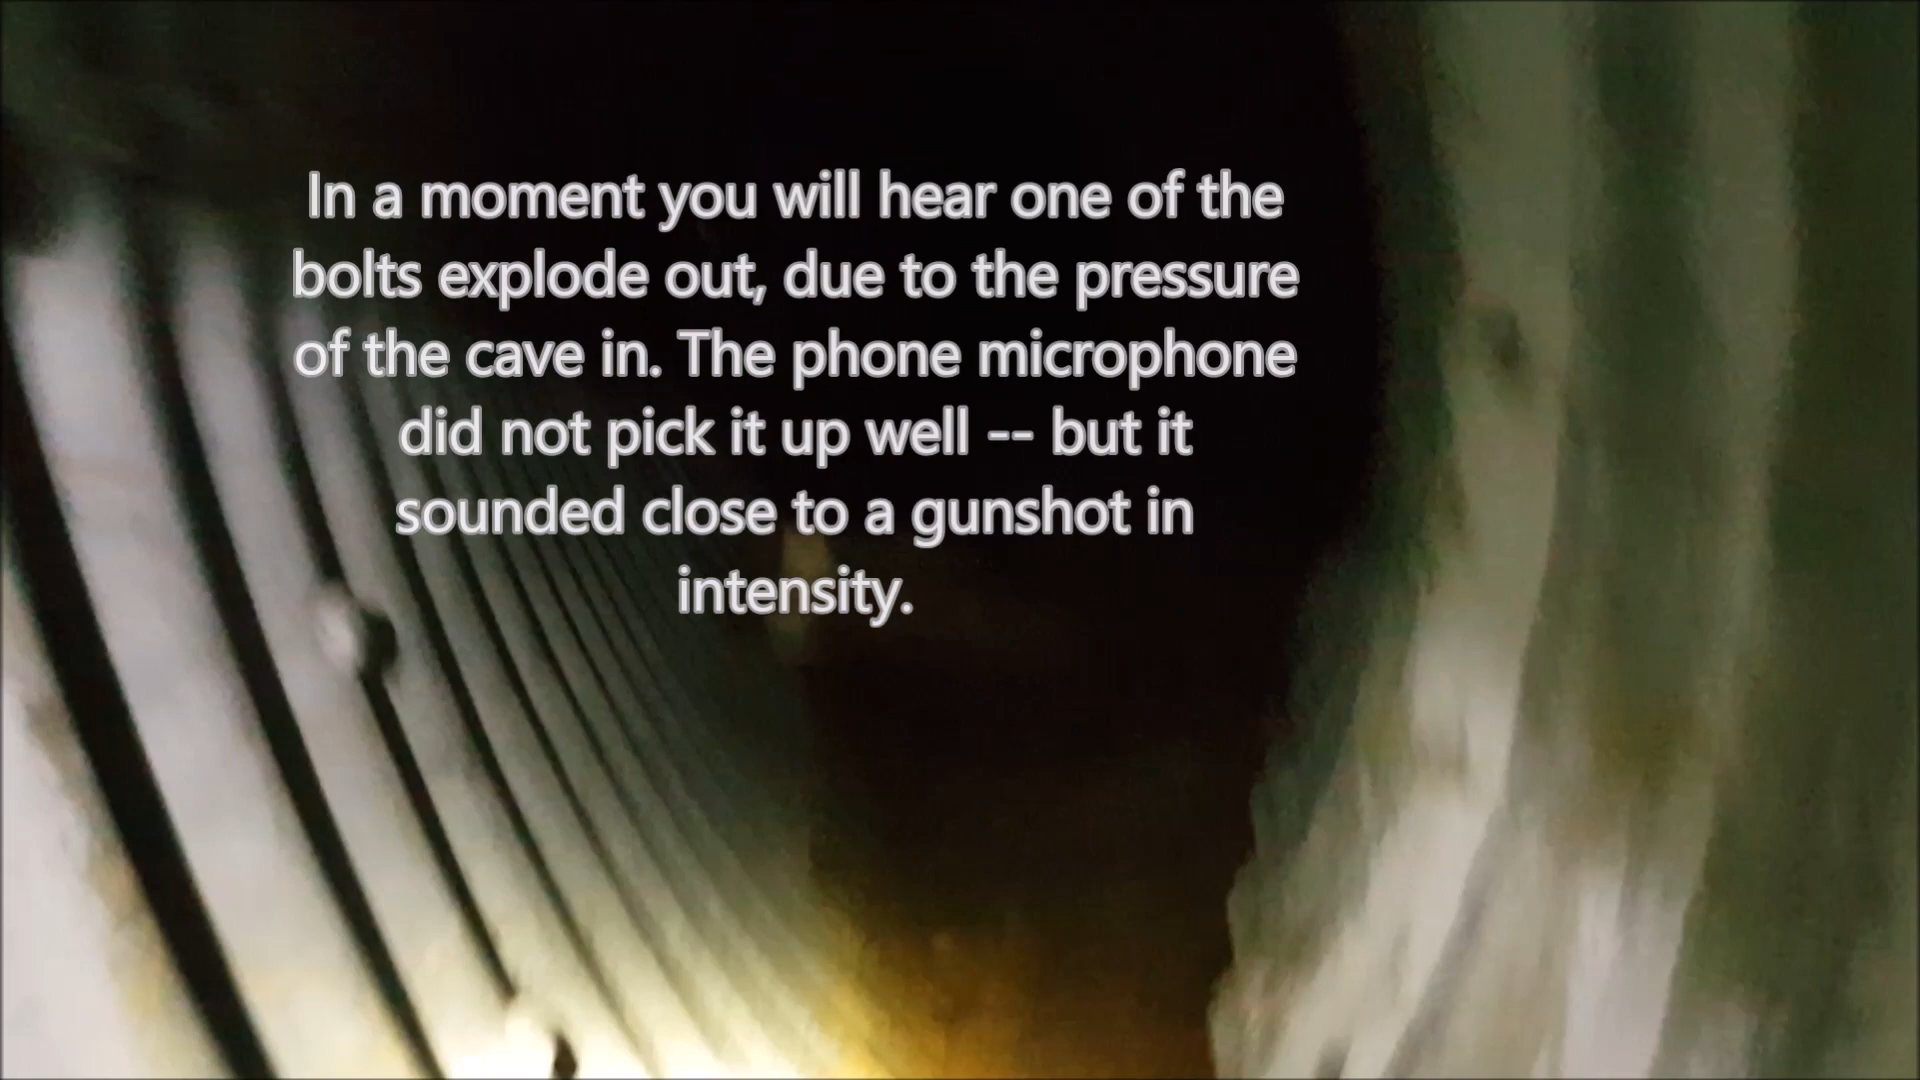 In a moment you will hear one of the
bolts explode out, due to the pressure
of the cave in. The phone microphone
did not pick it up well -- but it
sounded close to a gunshot in
intensity.